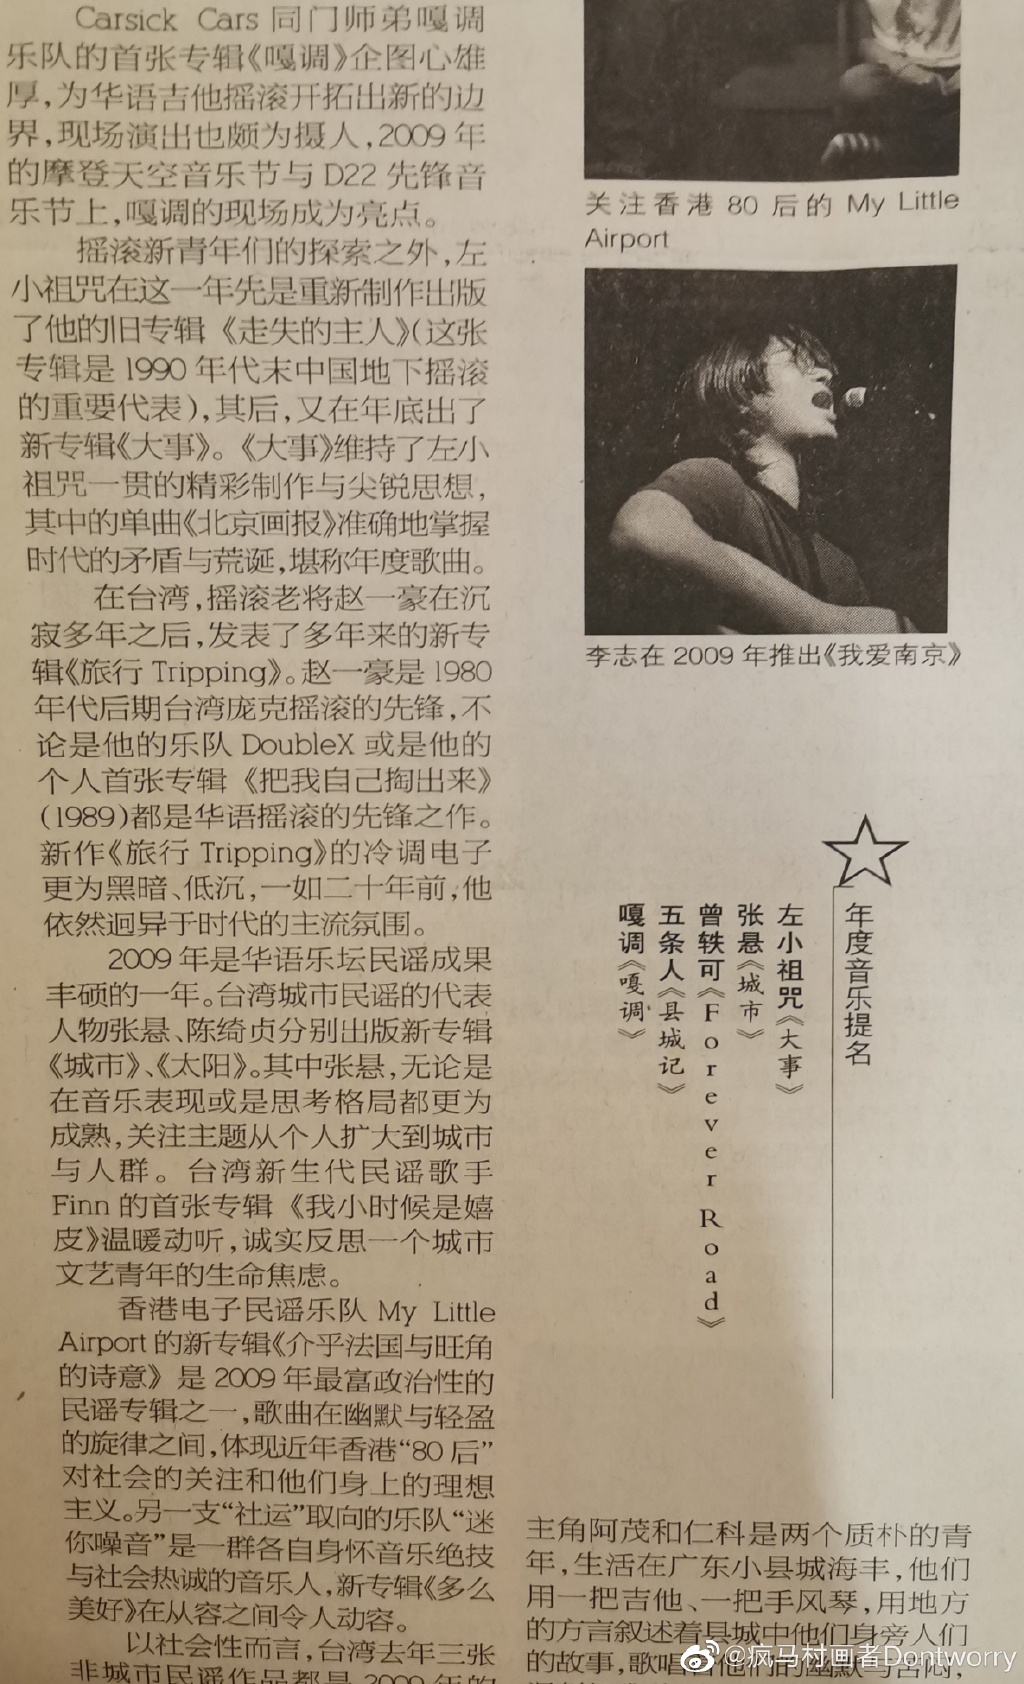 Carsick Cars 同门师弟嘎调
乐队的首张专辑《嘎调》企图心雄
厚，为华语吉他摇滚开拓出新的边
界，现场演出也颇为摄人，2009 年
的摩登天空音乐节与 D22 先锋音
乐节上，嘎调的现场成为亮点。
摇滚新青年们的探索之外，左
小祖咒在这一年先是重新制作出版
了他的旧专辑《走失的主人》（这张
专辑是 1990 年代末中国地下摇滚
的重要代表），其后，又在年底出了
新专辑《大事》。《大事》维持了左小
祖咒一贯的精彩制作与尖锐思想，
其中的单曲《北京画报》准确地掌握
时代的矛盾与荒诞，堪称年度歌曲。
在台湾，摇滚老将赵一豪在沉
寂多年之后，发表了多年来的新专
辑《旅行 Tripping》。赵一豪是 1980
年代后期台湾庞克摇滚的先锋，不
论是他的乐队 DoubleX 或是他的
个人首张专辑《把我自己掏出来》
(1989)都是华语摇滚的先锋之作。
新作《旅行 Tripping》的冷调电子
更为黑暗、低沉，一如二十年前，他
依然迥异于时代的主流氛围。
2009 年是华语乐坛民谣成果
丰硕的一年。台湾城市民谣的代表
人物张悬、陈绮贞分别出版新专辑
《城市》、《太阳》。其中张悬，无论是
在音乐表现或是思考格局都更为
成熟，关注主题从个人扩大到城市
与人群。台湾新生代民谣歌手
Finn 的首张专辑《我小时候是嬉
皮》温暖动听，诚实反思一个城市
文艺青年的生命焦虑。
香港电子民谣乐队 My Little
Airport 的新专辑《介乎法国与旺角
的诗意》是 2009 年最富政治性的
民谣专辑之一，歌曲在幽默与轻盈
的旋律之间，体现近年香港“80 后”
对社会的关注和他们身上的理想
主义。另一支“社运”取向的乐队“迷
你噪音”是一群各自身怀音乐绝技
与社会热诚的音乐人，新专辑《多么
美好》在从容之间令人动容。
以社会性而言，台湾去年三张
非城市民谣作品都是 2009 年的
关注香港 80 后的 My Little
Airport
李志在 2009 年推出《我爱南京》
年度音乐提名
左小祖咒《大事》
张悬《城市》
曾轶可《Forever Road》
五条人《县城记》
嘎调《嘎调》
主角阿茂和仁科是两个质朴的青
年，生活在广东小县城海丰，他们
用一把吉他、一把手风琴，用地方
的方言叙述着县城中他们身旁人们
的故事，歌唱他们的幽默与苦闷，
@疯马村画者Dontworry